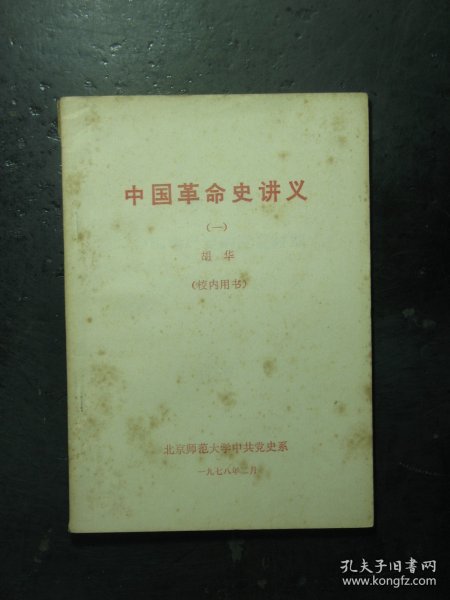 中国革命史讲义
(一)
胡华
(校内用书)
北京师范大学中共党史系
一九七八年二月
孔夫子旧书网
www.kongfz.com